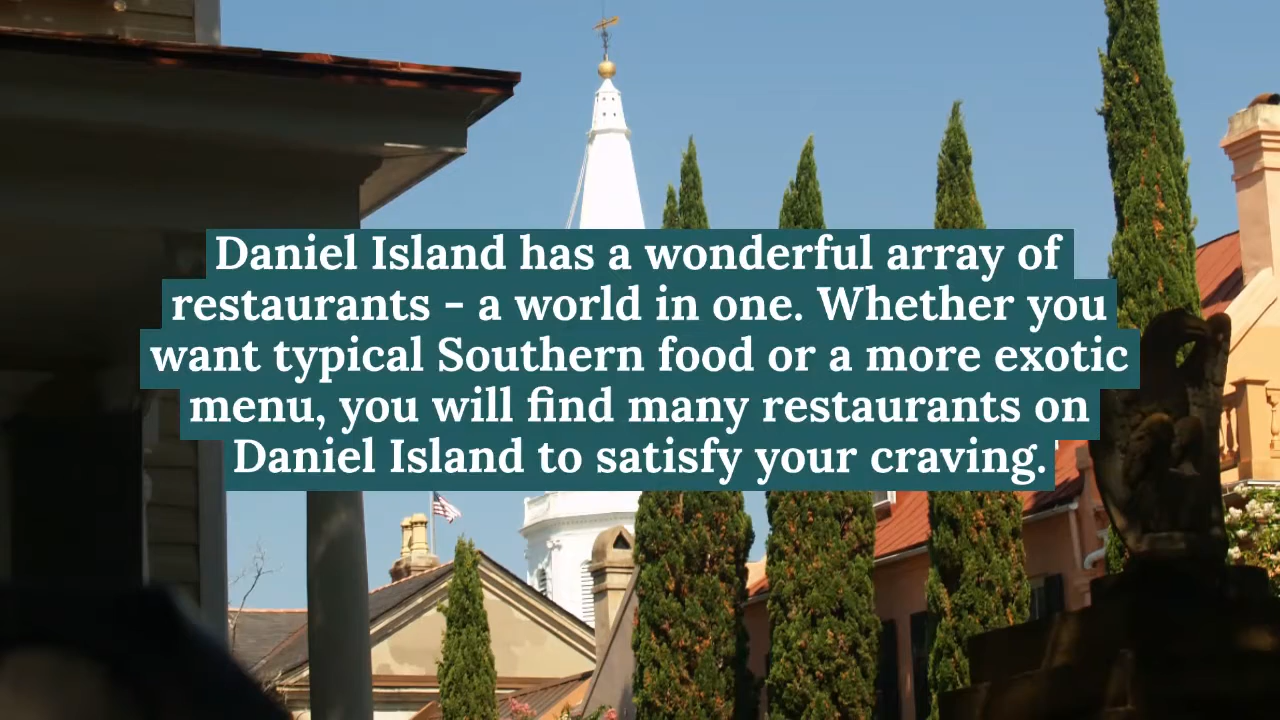 Daniel Island has a wonderful array of
restaurants - a world in one. Whether you
want typical Southern food or a more exotic
menu, you will find many restaurants on
Daniel Island to satisfy your craving.